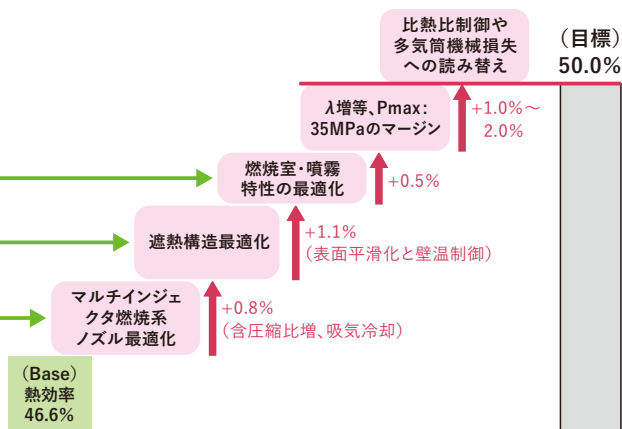 比熱比制御や
多気筒機械損失
への読み替え
（目標）
50.0%
λ増等、Pmax：
35MPaのマージン
+1.0%～
2.0%
燃焼室・噴霧
特性の最適化
+0.5%
遮熱構造最適化
+1.1%
（表面平滑化と壁温制御）
マルチインジェ
クタ燃焼系
ノズル最適化
+0.8%
（含圧縮比増、吸気冷却）
（Base）
熱効率
46.6%